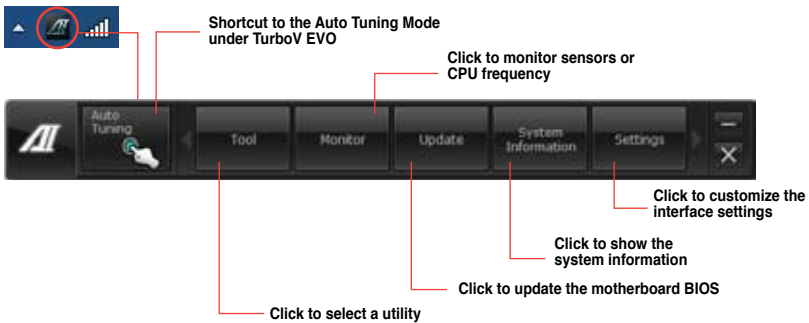 Shortcut to the Auto Tuning Mode
under TurboV EVO
Click to monitor sensors or
CPU frequency
Auto
Tuning
Tool
Monitor
Update
System
Information
Settings
Click to customize the
interface settings
Click to show the
system information
Click to update the motherboard BIOS
Click to select a utility